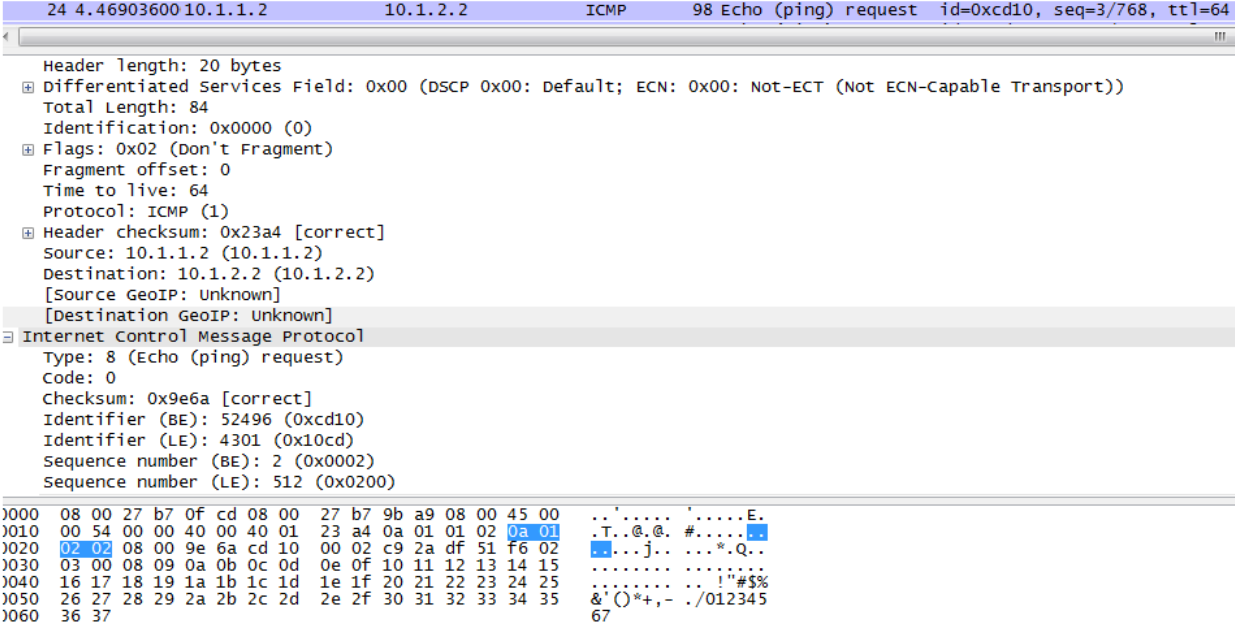 24 4.46903600 10.1.1.2 10.1.2.2 ICMP 98 Echo (ping) request id=0xcd10, seq=3/768, ttl=64
Header length: 20 bytes
Differentiated Services Field: 0x00 (DSCP 0x00: Default; ECN: 0x00: Not-ECT (Not ECN-Capable Transport))
Total Length: 84
Identification: 0x0000 (0)
Flags: 0x02 (Don't Fragment)
Fragment offset: 0
Time to live: 64
Protocol: ICMP (1)
Header checksum: 0x23a4 [correct]
Source: 10.1.1.2 (10.1.1.2)
Destination: 10.1.2.2 (10.1.2.2)
[Source GeoIP: Unknown]
[Destination GeoIP: Unknown]
Internet Control Message Protocol
Type: 8 (Echo (ping) request)
Code: 0
Checksum: 0x9e6a [correct]
Identifier (BE): 52496 (0xcd10)
Identifier (LE): 4301 (0x10cd)
Sequence number (BE): 2 (0x0002)
Sequence number (LE): 512 (0x0200)
0000 08 00 27 b7 0f cd 08 00 27 b7 9b a9 08 00 45 00 ..'..... '.....E.
0010 00 54 00 00 40 00 40 01 23 a4 0a 01 01 02 0a 01 .T..@.@. #.......
0020 02 02 08 00 9e 6a cd 10 00 02 c9 2a df 51 f6 02 .....j.. ...*.Q..
0030 03 00 08 09 0a 0b 0c 0d 0e 0f 10 11 12 13 14 15 ........ ........
0040 16 17 18 19 1a 1b 1c 1d 1e 1f 20 21 22 23 24 25 ........ .. !"#$%
0050 26 27 28 29 2a 2b 2c 2d 2e 2f 30 31 32 33 34 35 &'()*+,- ./012345
0060 36 37 67